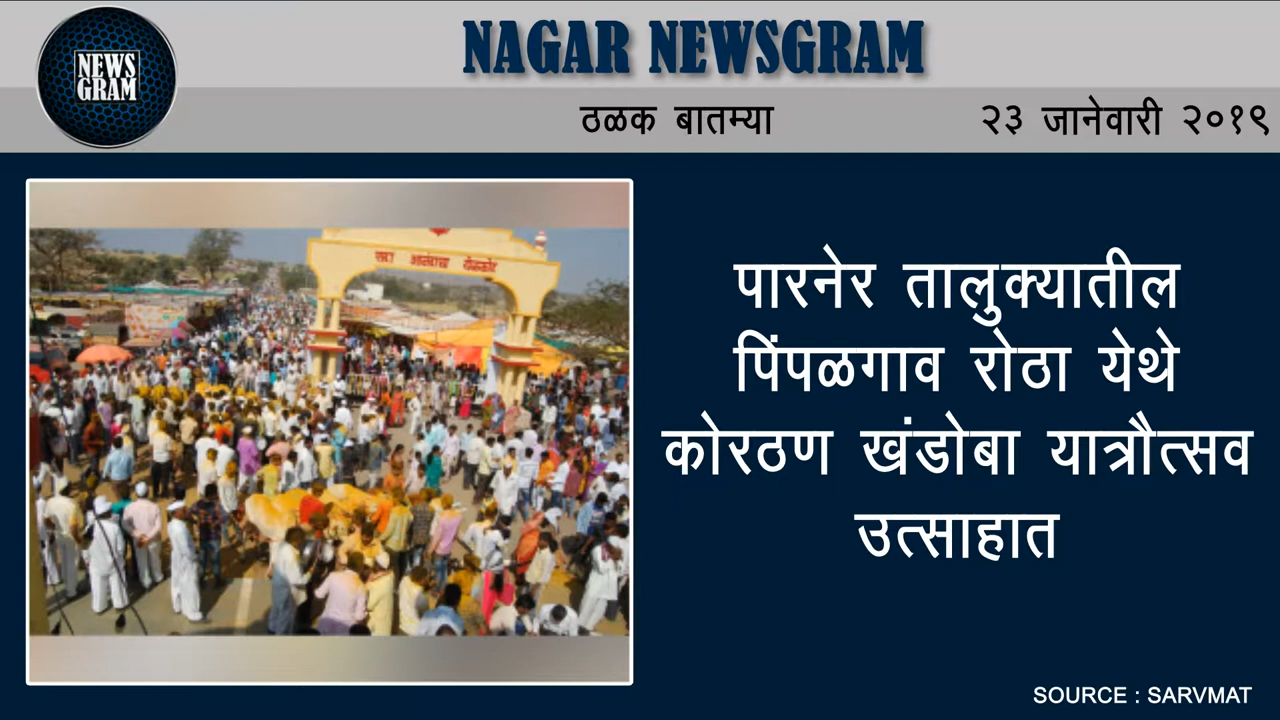 NEWS
GRAM
NAGAR NEWSGRAM
ठळक बातम्या
२३ जानेवारी २०१९
पारनेर तालुक्यातील
पिंपळगाव रोठा येथे
कोरठण खंडोबा यात्रौत्सव
उत्साहात
SOURCE : SARVMAT